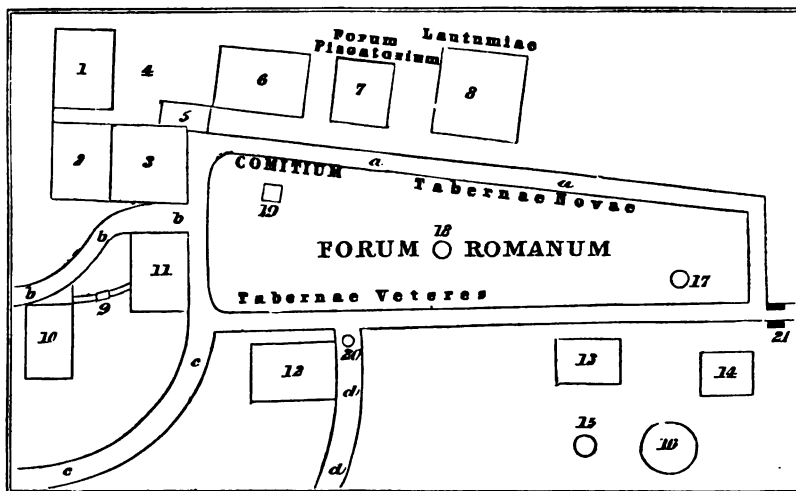 Forum
Piscatorium
Lautumiae
1
4
6
7
8
5
2
3
COMITIUM
a
a
Tabernae Novae
19
18
b
b
b
FORUM ROMANUM
11
17
9
Tabernae Veteres
10
20
21
12
13
14
c
c
d
d
15
16